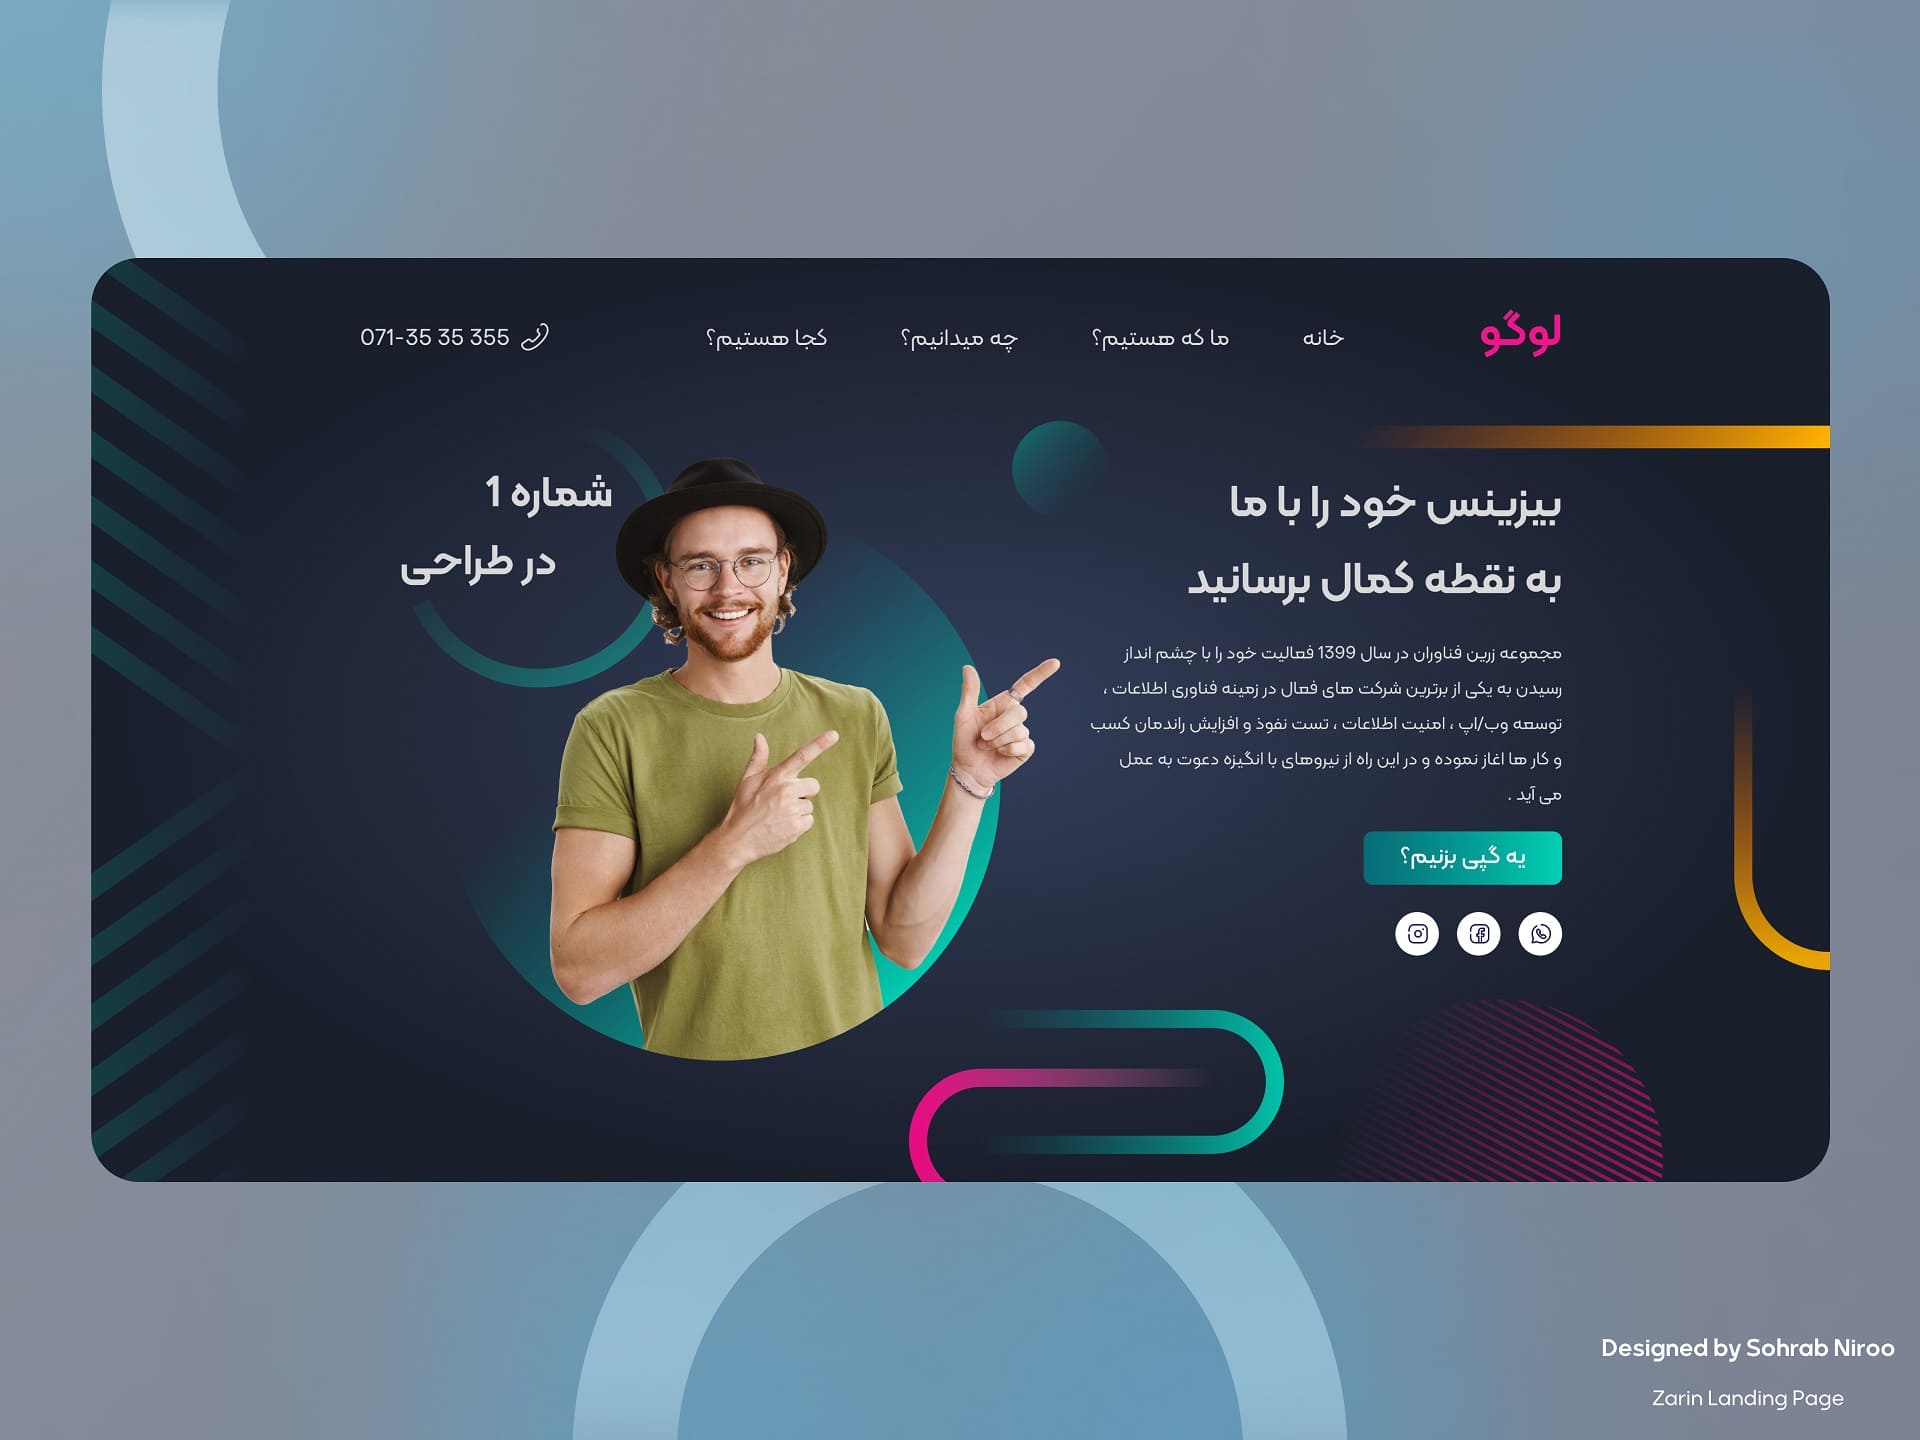 لوگو
خانه
ما که هستیم؟
چه میدانیم؟
کجا هستیم؟
071-35 35 355
بیزینس خود را با ما
به نقطه کمال برسانید
مجموعه زرین فناوران در سال 1399 فعالیت خود را با چشم انداز
رسیدن به یکی از برترین شرکت های فعال در زمینه فناوری اطلاعات ،
توسعه وب/اپ ، امنیت اطلاعات ، تست نفوذ و افزایش راندمان کسب
و کار ها اغاز نموده و در این راه از نیروهای با انگیزه دعوت به عمل
می آید .
یه گپی بزنیم؟
شماره 1
در طراحی
Designed by Sohrab Niroo
Zarin Landing Page